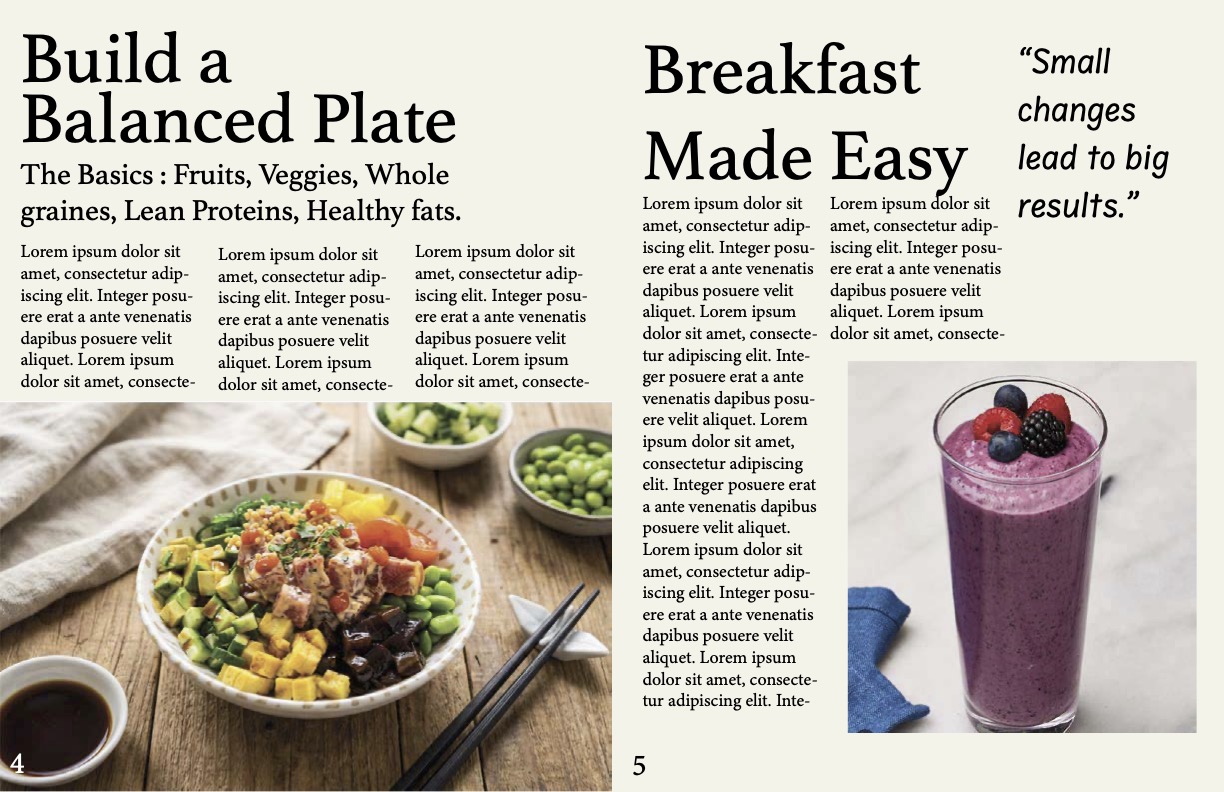 Build a
Balanced Plate
The Basics : Fruits, Veggies, Whole
graines, Lean Proteins, Healthy fats.
Lorem ipsum dolor sit
amet, consectetur adip-
iscing elit. Integer posu-
ere erat a ante venenatis
dapibus posuere velit
aliquet. Lorem ipsum
dolor sit amet, consecte-
Lorem ipsum dolor sit
amet, consectetur adip-
iscing elit. Integer posu-
ere erat a ante venenatis
dapibus posuere velit
aliquet. Lorem ipsum
dolor sit amet, consecte-
Lorem ipsum dolor sit
amet, consectetur adip-
iscing elit. Integer posu-
ere erat a ante venenatis
dapibus posuere velit
aliquet. Lorem ipsum
dolor sit amet, consecte-
4
Breakfast
Made Easy
Lorem ipsum dolor sit
amet, consectetur adip-
iscing elit. Integer posu-
ere erat a ante venenatis
dapibus posuere velit
aliquet. Lorem ipsum
dolor sit amet, consecte-
tur adipiscing elit. Inte-
ger posuere erat a ante
venenatis dapibus posu-
ere velit aliquet. Lorem
ipsum dolor sit amet,
consectetur adipiscing
elit. Integer posuere erat
a ante venenatis dapibus
posuere velit aliquet.
Lorem ipsum dolor sit
amet, consectetur adip-
iscing elit. Integer posu-
ere erat a ante venenatis
dapibus posuere velit
aliquet. Lorem ipsum
dolor sit amet, consecte-
tur adipiscing elit. Inte-
Lorem ipsum dolor sit
amet, consectetur adip-
iscing elit. Integer posu-
ere erat a ante venenatis
dapibus posuere velit
aliquet. Lorem ipsum
dolor sit amet, consecte-
“Small
changes
lead to big
results.”
5